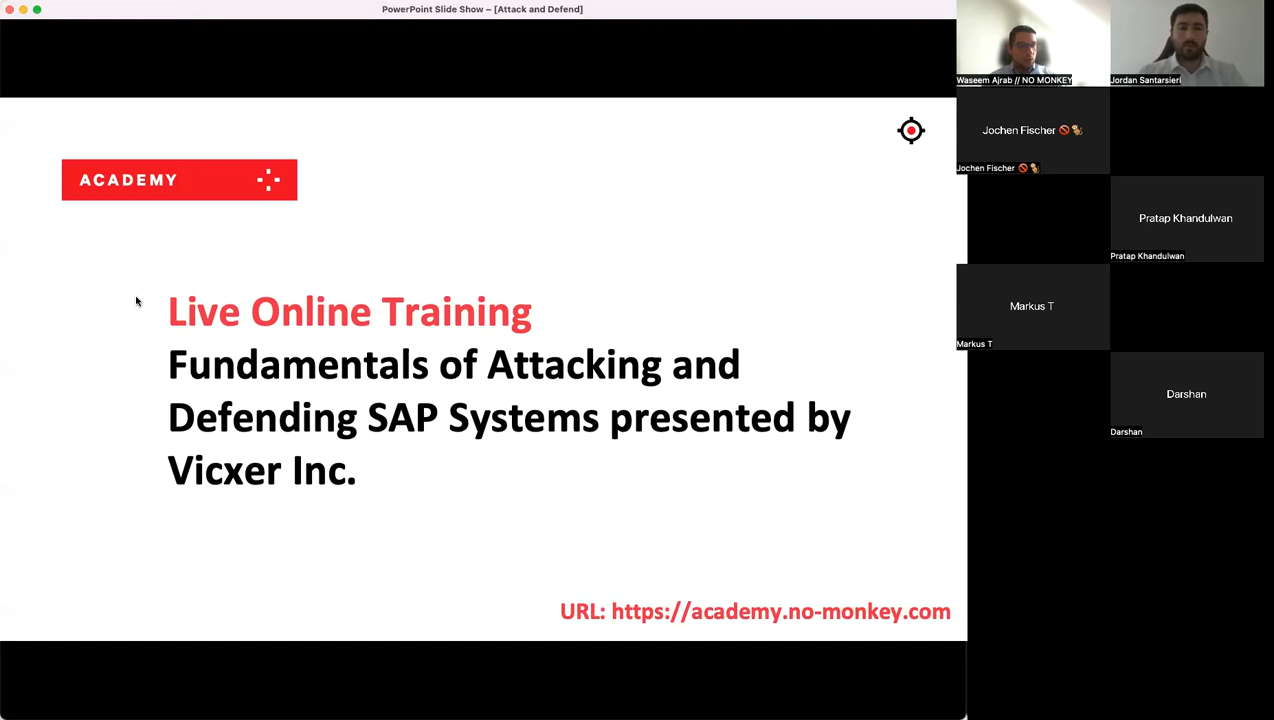 PowerPoint Slide Show – [Attack and Defend]
ACADEMY
Live Online Training
Fundamentals of Attacking and
Defending SAP Systems presented by
Vicxer Inc.
URL: https://academy.no-monkey.com
Waseem Ajrab // NO MONKEY
Jordan Santarsieri
Jochen Fischer 🚫🐒
Jochen Fischer 🚫🐒
Pratap Khandulwan
Pratap Khandulwan
Markus T
Markus T
Darshan
Darshan